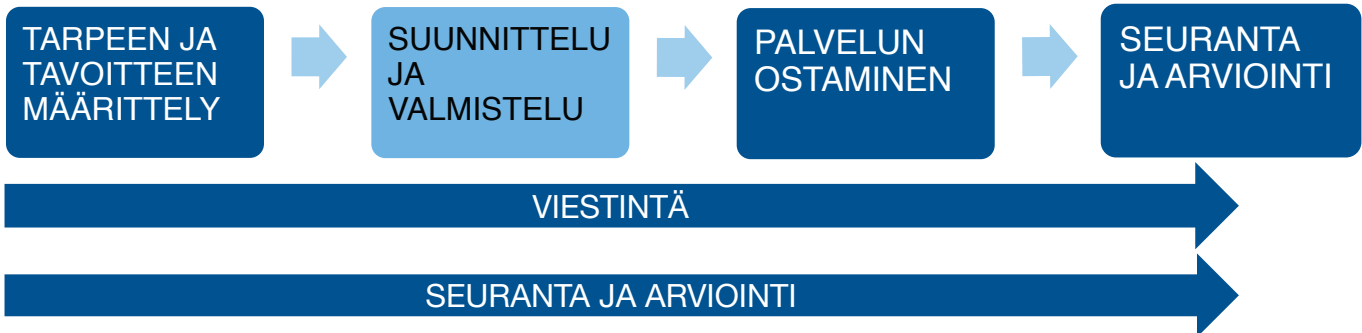 TARPEEN JA
TAVOITTEEN
MÄÄRITTELY
SUUNNITTELU
JA
VALMISTELU
PALVELUN
OSTAMINEN
SEURANTA
JA ARVIOINTI
VIESTINTÄ
SEURANTA JA ARVIOINTI